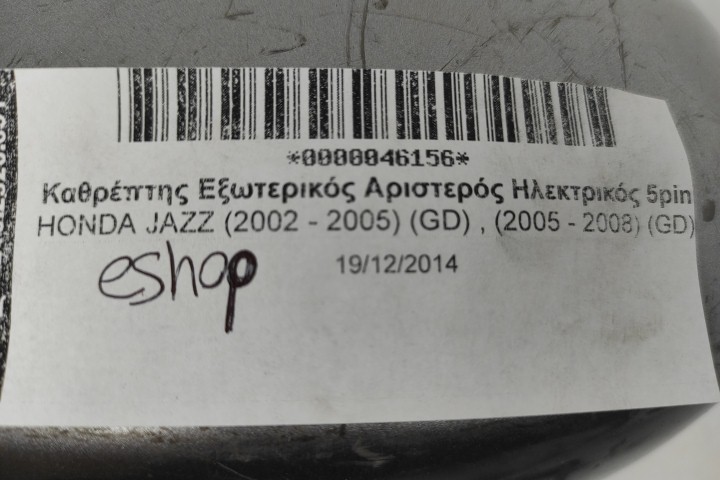 *0000046156*
Καθρέπτης Εξωτερικός Αριστερός Ηλεκτρικός 5pin
HONDA JAZZ (2002 - 2005) (GD) , (2005 - 2008) (GD)
eshop
19/12/2014